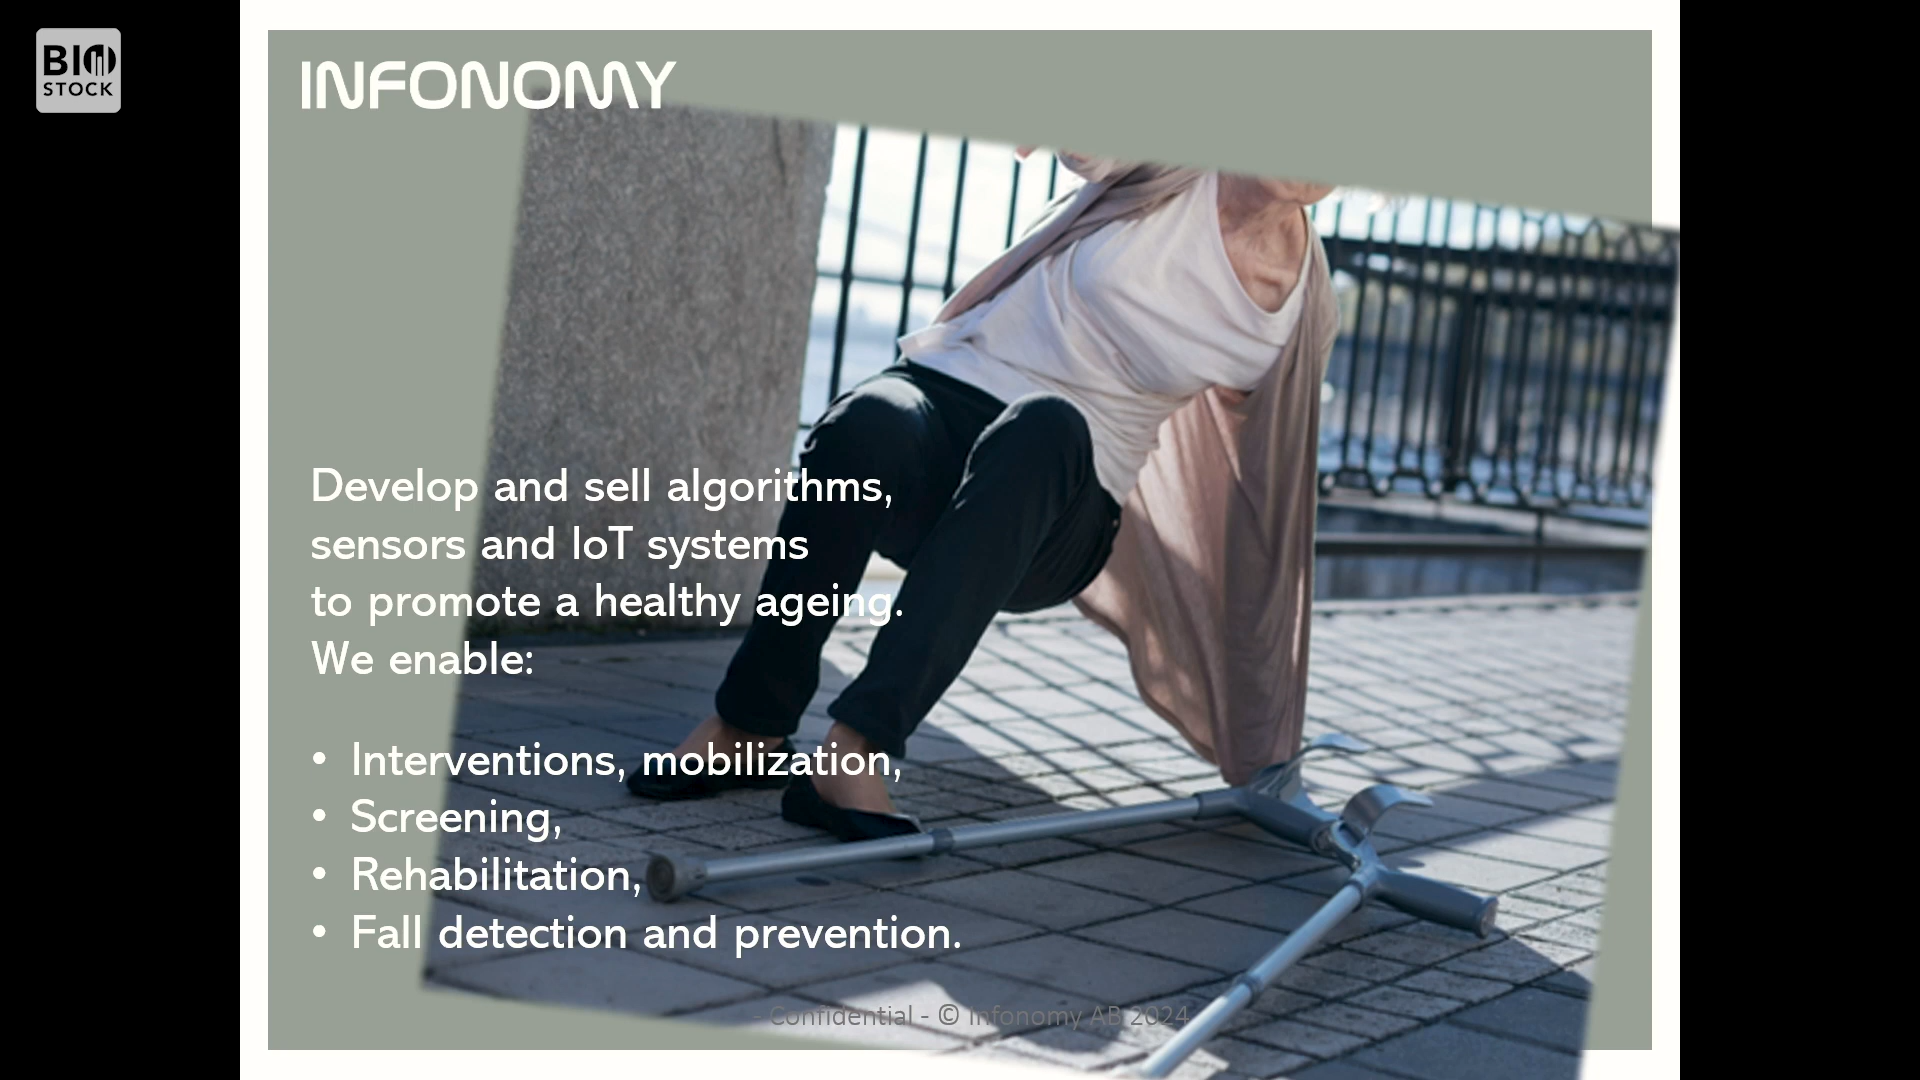 BIO
STOCK
INFONOMY
Develop and sell algorithms,
sensors and IoT systems
to promote a healthy ageing.
We enable:
• Interventions, mobilization,
• Screening,
• Rehabilitation,
• Fall detection and prevention.
- Confidential - © Infonomy AB 2024